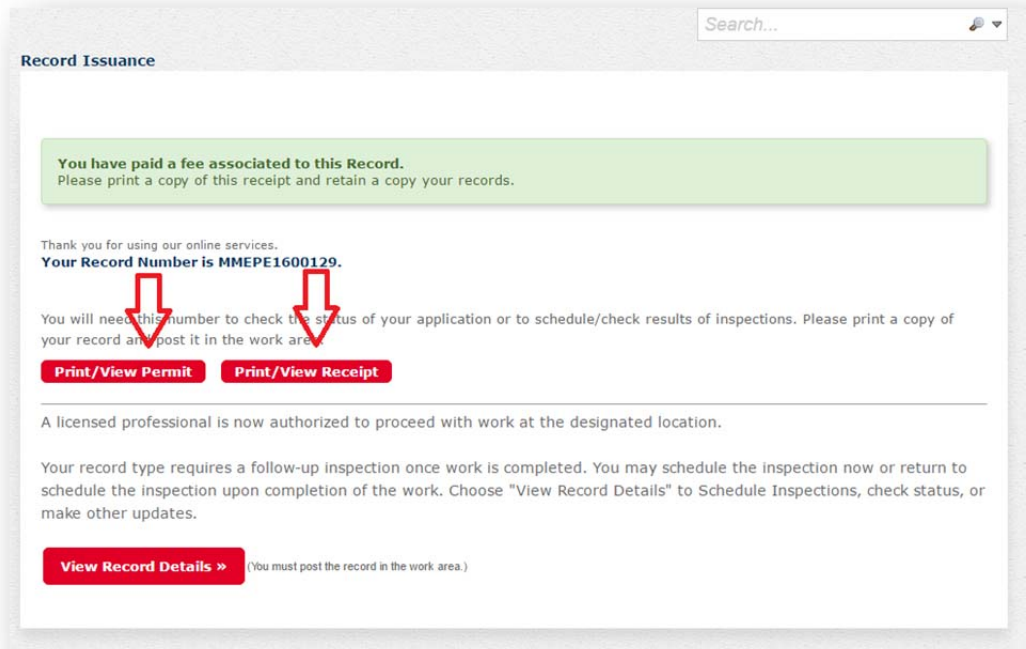 Search...
Record Issuance
You have paid a fee associated to this Record.
Please print a copy of this receipt and retain a copy your records.
Thank you for using our online services.
Your Record Number is MMEPE1600129.
You will need this number to check the status of your application or to schedule/check results of inspections. Please print a copy of
your record and post it in the work area.
Print/View Permit Print/View Receipt
A licensed professional is now authorized to proceed with work at the designated location.
Your record type requires a follow-up inspection once work is completed. You may schedule the inspection now or return to
schedule the inspection upon completion of the work. Choose "View Record Details" to Schedule Inspections, check status, or
make other updates.
View Record Details » (You must post the record in the work area.)